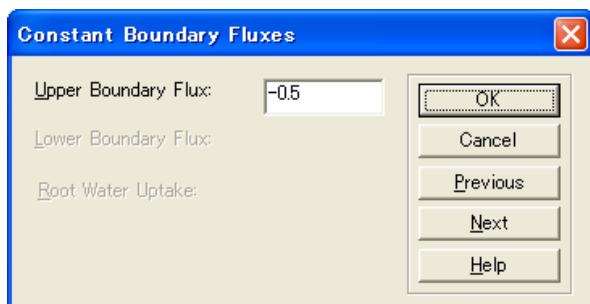 Constant Boundary Fluxes
Upper Boundary Flux: -0.5
Lower Boundary Flux:
Root Water Uptake:
OK
Cancel
Previous
Next
Help